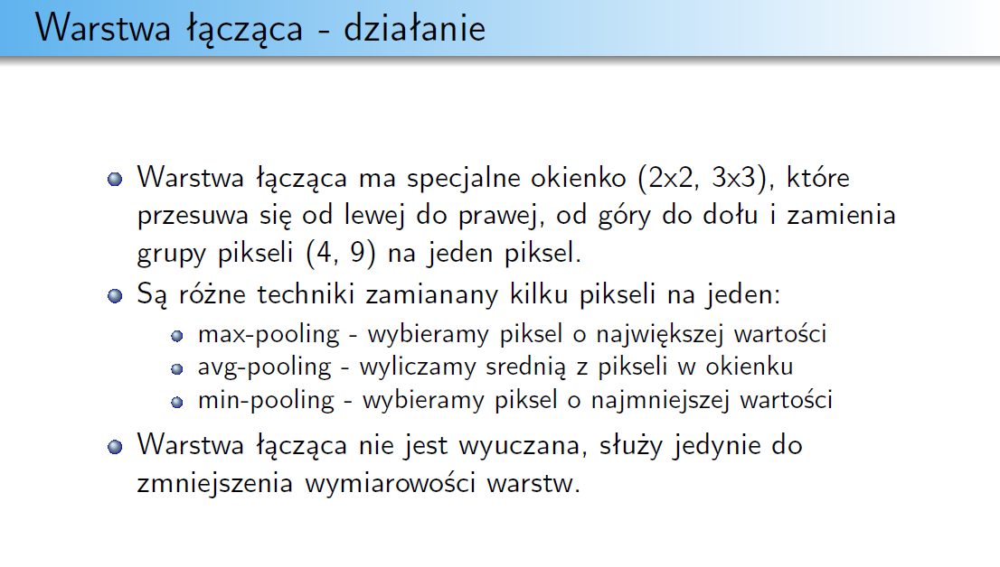 Warstwa łącząca - działanie
Warstwa łącząca ma specjalne okienko (2x2, 3x3), które
przesuwa się od lewej do prawej, od góry do dołu i zamienia
grupy pikseli (4, 9) na jeden piksel.
Są różne techniki zamianany kilku pikseli na jeden:
max-pooling - wybieramy piksel o największej wartości
avg-pooling - wyliczamy srednią z pikseli w okienku
min-pooling - wybieramy piksel o najmniejszej wartości
Warstwa łącząca nie jest wyuczana, służy jedynie do
zmniejszenia wymiarowości warstw.